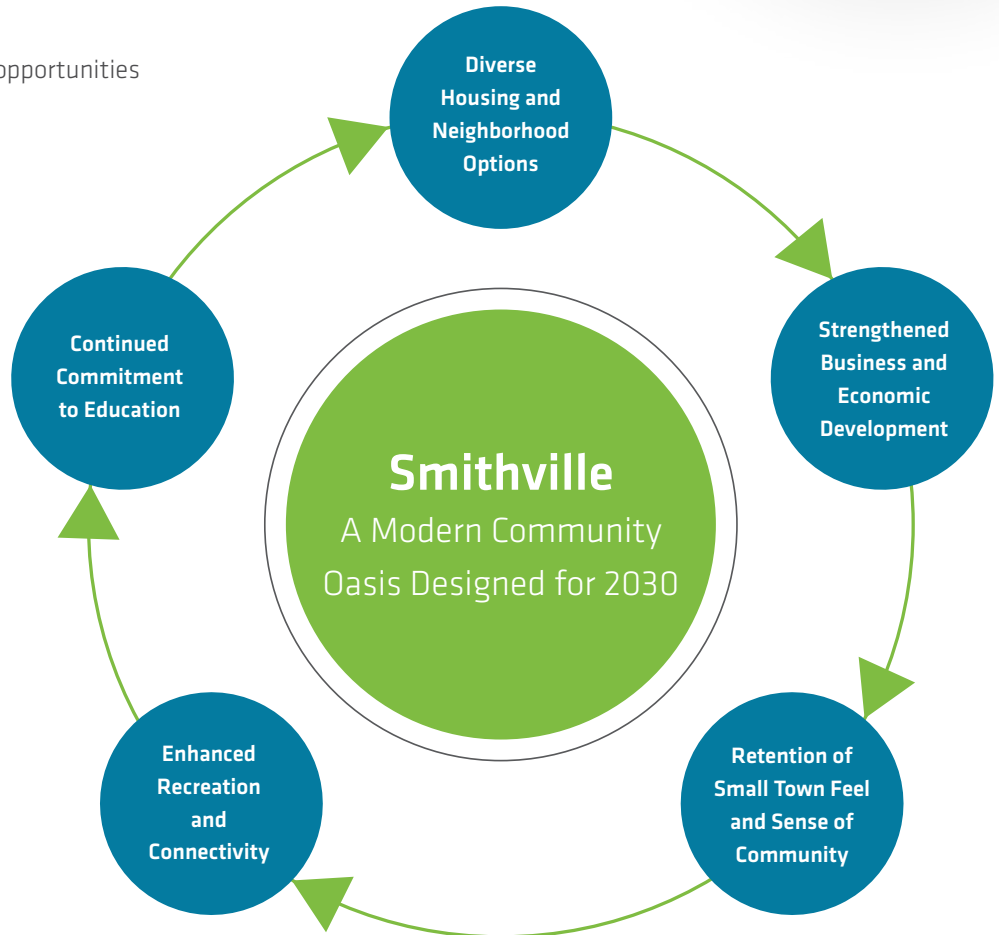 opportunities
Diverse
Housing and
Neighborhood
Options
Strengthened
Business and
Economic
Development
Retention of
Small Town Feel
and Sense of
Community
Enhanced
Recreation
and
Connectivity
Continued
Commitment
to Education
Smithville
A Modern Community
Oasis Designed for 2030